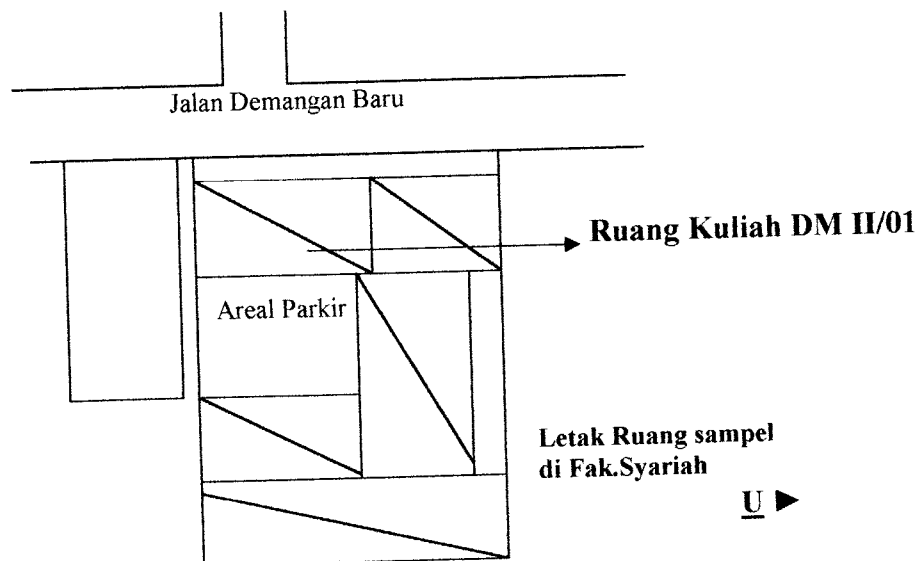 Jalan Demangan Baru
Ruang Kuliah DM II/01
Areal Parkir
Letak Ruang sampel
di Fak.Syariah
U